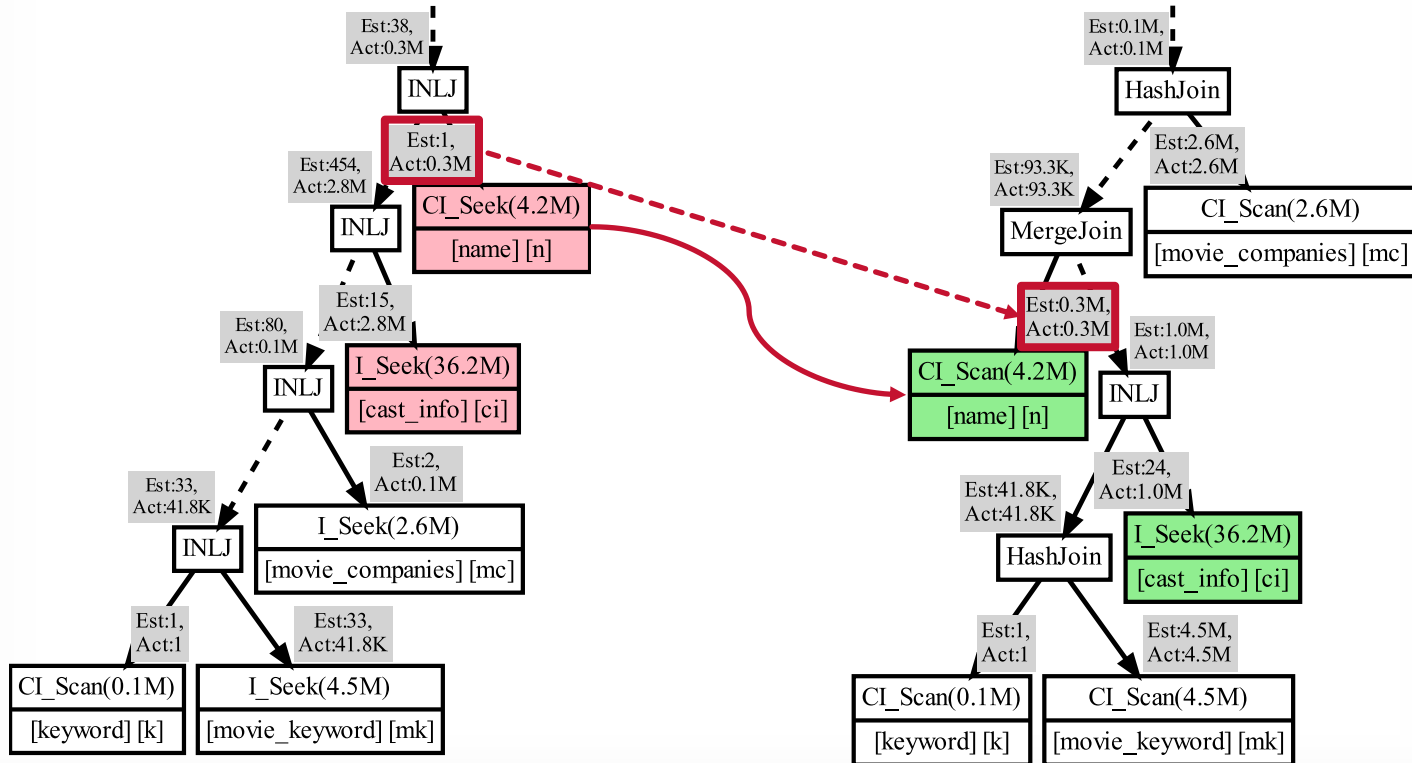 Est:38,
Act:0.3M
INLJ
Est:1,
Act:0.3M
Est:454,
Act:2.8M
CI_Seek(4.2M)
[name] [n]
INLJ
Est:15,
Act:2.8M
Est:80,
Act:0.1M
I_Seek(36.2M)
[cast_info] [ci]
INLJ
Est:2,
Act:0.1M
Est:33,
Act:41.8K
I_Seek(2.6M)
[movie_companies] [mc]
INLJ
Est:1,
Act:1
Est:33,
Act:41.8K
CI_Scan(0.1M)
[keyword] [k]
I_Seek(4.5M)
[movie_keyword] [mk]
Est:0.1M,
Act:0.1M
HashJoin
Est:2.6M,
Act:2.6M
Est:93.3K,
Act:93.3K
CI_Scan(2.6M)
[movie_companies] [mc]
MergeJoin
Est:0.3M,
Act:0.3M
Est:1.0M,
Act:1.0M
CI_Scan(4.2M)
[name] [n]
INLJ
Est:41.8K,
Act:41.8K
Est:24,
Act:1.0M
HashJoin
I_Seek(36.2M)
[cast_info] [ci]
Est:1,
Act:1
Est:4.5M,
Act:4.5M
CI_Scan(0.1M)
[keyword] [k]
CI_Scan(4.5M)
[movie_keyword] [mk]